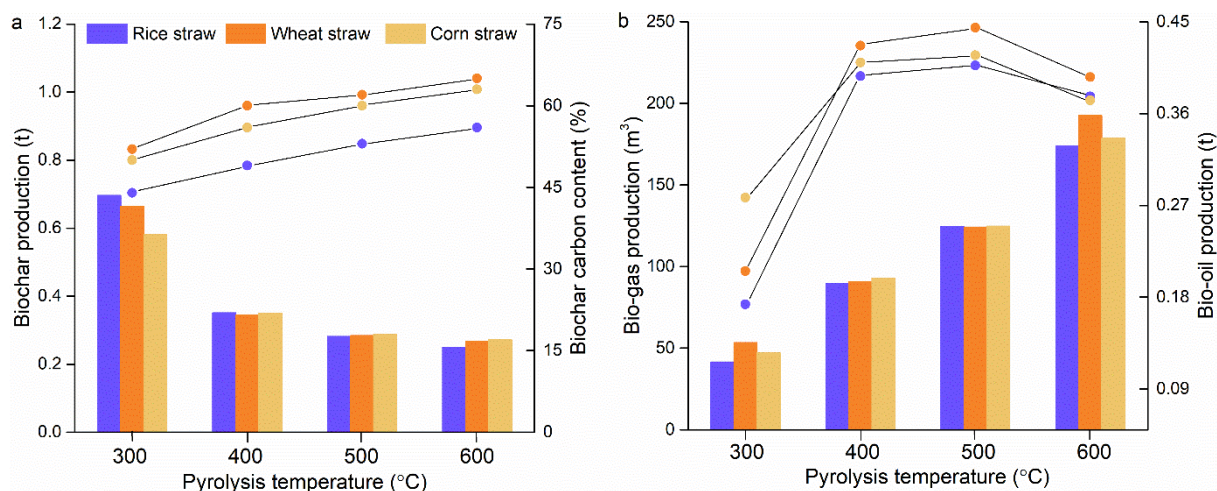 a
Rice straw Wheat straw Corn straw
Biochar production (t)
1.2
1.0
0.8
0.6
0.4
0.2
0.0
75
60
45
30
15
0
Biochar carbon content (%)
300 400 500 600
Pyrolysis temperature (°C)
b
Bio-gas production (m³)
250
200
150
100
50
0
0.45
0.36
0.27
0.18
0.09
Bio-oil production (t)
300 400 500 600
Pyrolysis temperature (°C)